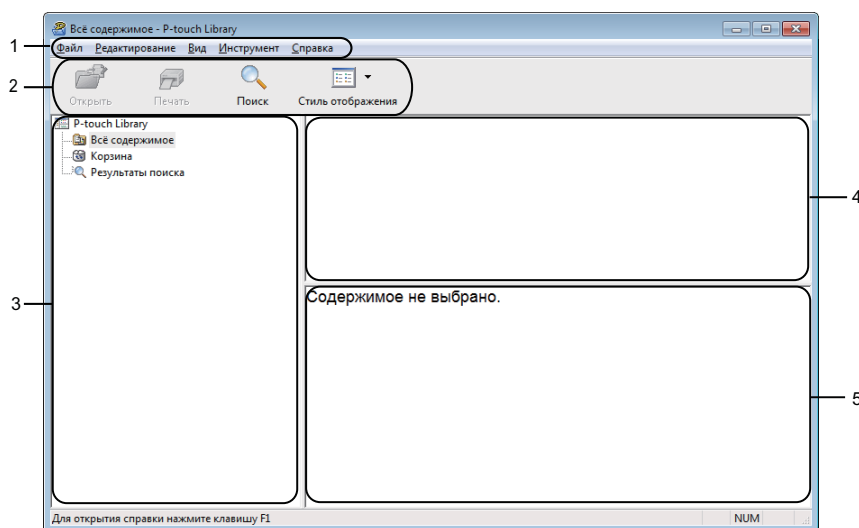 Всё содержимое - P-touch Library
1
Файл Редактирование Вид Инструмент Справка
2
Открыть Печать Поиск Стиль отображения
P-touch Library
Всё содержимое
Корзина
Результаты поиска
4
3
Содержимое не выбрано.
5
Для открытия справки нажмите клавишу F1 NUM